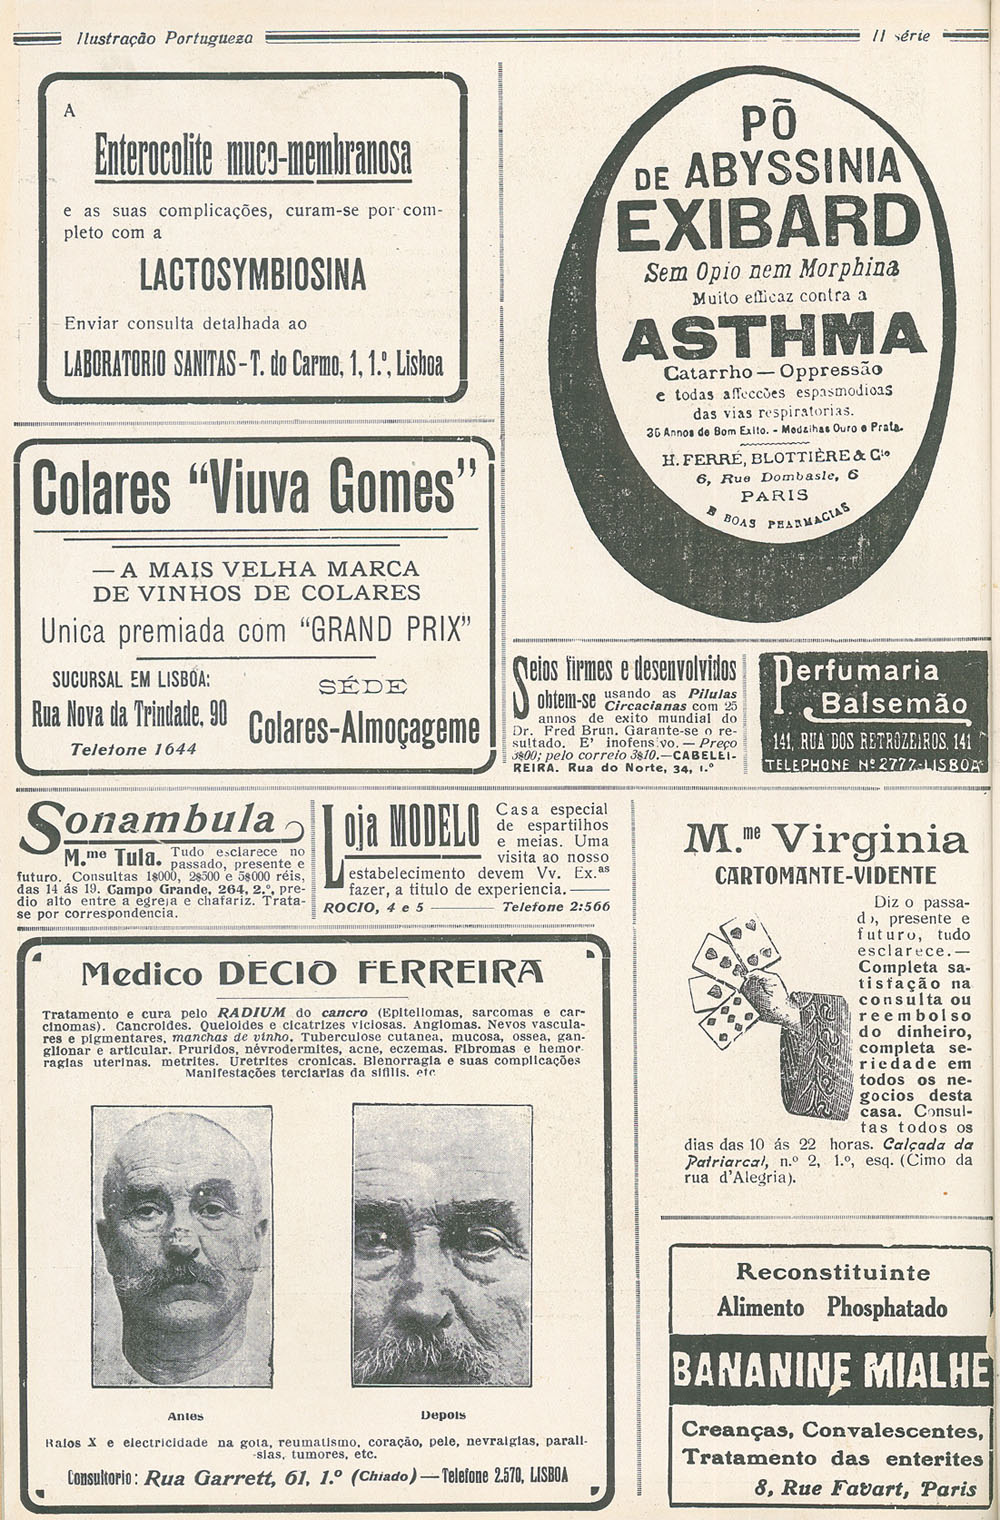 Ilustração Portugueza
II série
A
Enterocolite muco-membranosa
e as suas complicações, curam-se por com-
pleto com a
LACTOSYMBIOSINA
Enviar consulta detalhada ao
LABORATORIO SANITAS-T. do Carmo, 1, 1.º, Lisboa
PÕ
DE ABYSSINIA
EXIBARD
Sem Opio nem Morphina
Muito efficaz contra a
ASTHMA
Catarrho — Oppressão
e todas affecções espasmodicas
das vias respiratorias.
35 Annos de Bom Exito. - Medalhas Ouro e Prata.
H. FERRÉ, BLOTTIÈRE & Cie
6, Rue Dombasle, 6
PARIS
E BOAS PHARMACIAS
Colares "Viuva Gomes"
—A MAIS VELHA MARCA
DE VINHOS DE COLARES
Unica premiada com "GRAND PRIX"
SUCURSAL EM LISBOA:
Rua Nova da Trindade, 90
Telefone 1644
SÉDE
Colares-Almoçageme
Seios firmes e desenvolvidos
obtem-se usando as Pilulas
Circacianas com 25
annos de exito mundial do
Dr. Fred Brun. Garante-se o re-
sultado. E' inofensivo. — Preço
3$00; pelo correio 3$10.—CABELEI-
REIRA. Rua do Norte, 34, 1.º
Perfumaria
Balsemão
141, RUA DOS RETROZEIROS, 141
TELEPHONE Nº 2777-LISBOA
Sonambula
M.me Tula. Tudo esclarece no
passado, presente e
futuro. Consultas 1$000, 2$500 e 5$000 réis,
das 14 ás 19. Campo Grande, 264, 2.º, pre-
dio alto entre a egreja e chafariz. Trata-
se por correspondencia.
Loja MODELO
Casa especial
de espartilhos
e meias. Uma
visita ao nosso
estabelecimento devem Vv. Ex.as
fazer, a titulo de experiencia.—
ROCIO, 4 e 5 — Telefone 2:566
M.me Virginia
CARTOMANTE-VIDENTE
Diz o passa-
do, presente e
futuro, tudo
esclarece.—
Completa sa-
tisfação na
consulta ou
reembolso
do dinheiro,
completa se-
riedade em
todos os ne-
gocios desta
casa. Consul-
tas todos os
dias das 10 ás 22 horas. Calçada da
Patriarcal, n.º 2, 1.º, esq. (Cimo da
rua d'Alegria).
Medico DECIO FERREIRA
Tratamento e cura pelo RADIUM do cancro (Epiteliomas, sarcomas e car-
cinomas). Cancroides. Queloides e cicatrizes viciosas. Angiomas. Nevos vascula-
res e pigmentares, manchas de vinho. Tuberculose cutanea, mucosa, ossea, gan-
glionar e articular. Pruridos, névrodermites, acne, eczemas. Fibromas e hemor-
ragias uterinas, metrites. Uretrites cronicas. Blenorragia e suas complicações
Manifestações terciarias da sifilis, etc.
Antes
Depois
Raios X e electricidade na gota, reumatismo, coração, pele, nevralgias, parali-
-sias, tumores, etc.
Consultorio: Rua Garrett, 61, 1.º (Chiado) — Telefone 2.570, LISBOA
Reconstituinte
Alimento Phosphatado
BANANINE MIALHE
Creanças, Convalescentes,
Tratamento das enterites
8, Rue Favart, Paris